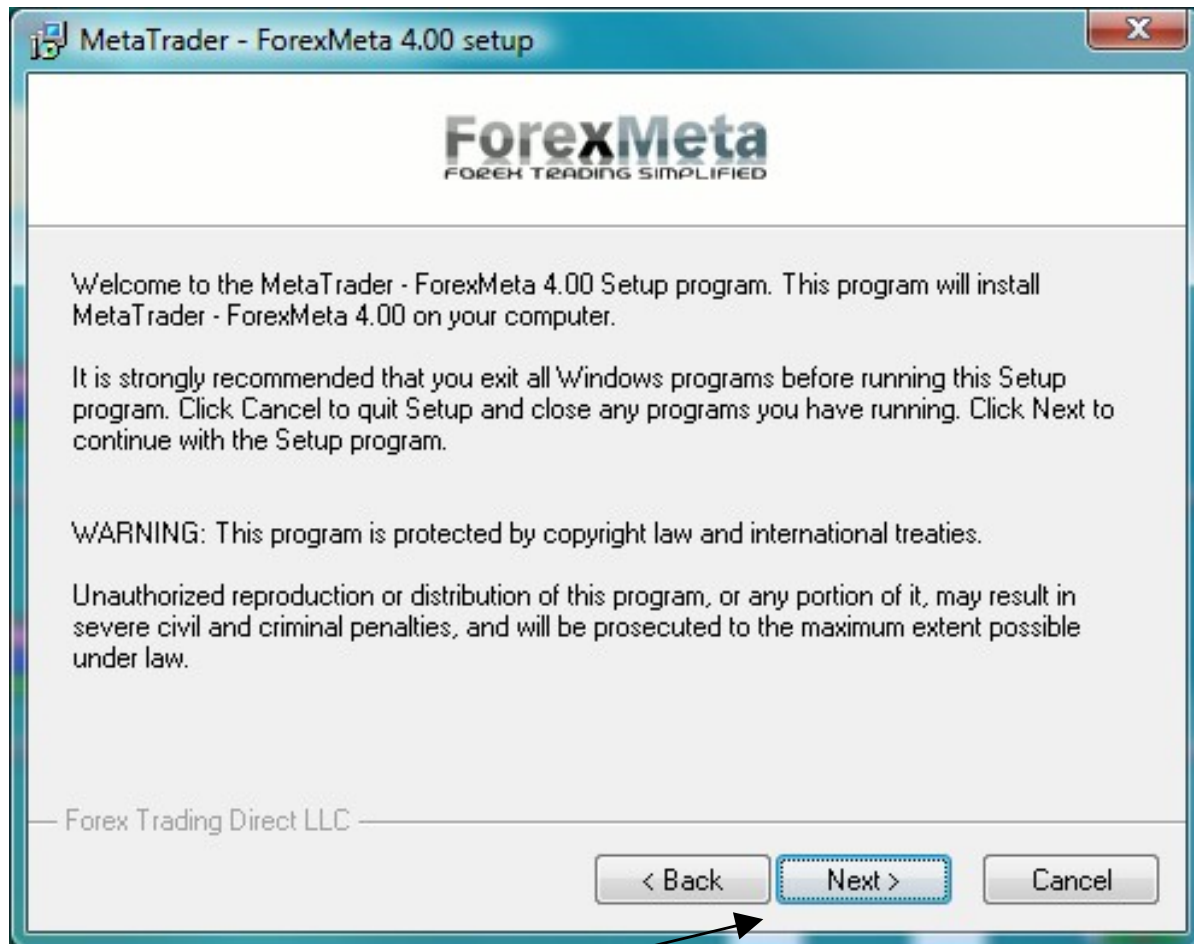 MetaTrader - ForexMeta 4.00 setup
ForexMeta
FOREX TRADING SIMPLIFIED
Welcome to the MetaTrader - ForexMeta 4.00 Setup program. This program will install
MetaTrader - ForexMeta 4.00 on your computer.
It is strongly recommended that you exit all Windows programs before running this Setup
program. Click Cancel to quit Setup and close any programs you have running. Click Next to
continue with the Setup program.
WARNING: This program is protected by copyright law and international treaties.
Unauthorized reproduction or distribution of this program, or any portion of it, may result in
severe civil and criminal penalties, and will be prosecuted to the maximum extent possible
under law.
Forex Trading Direct LLC
< Back Next > Cancel